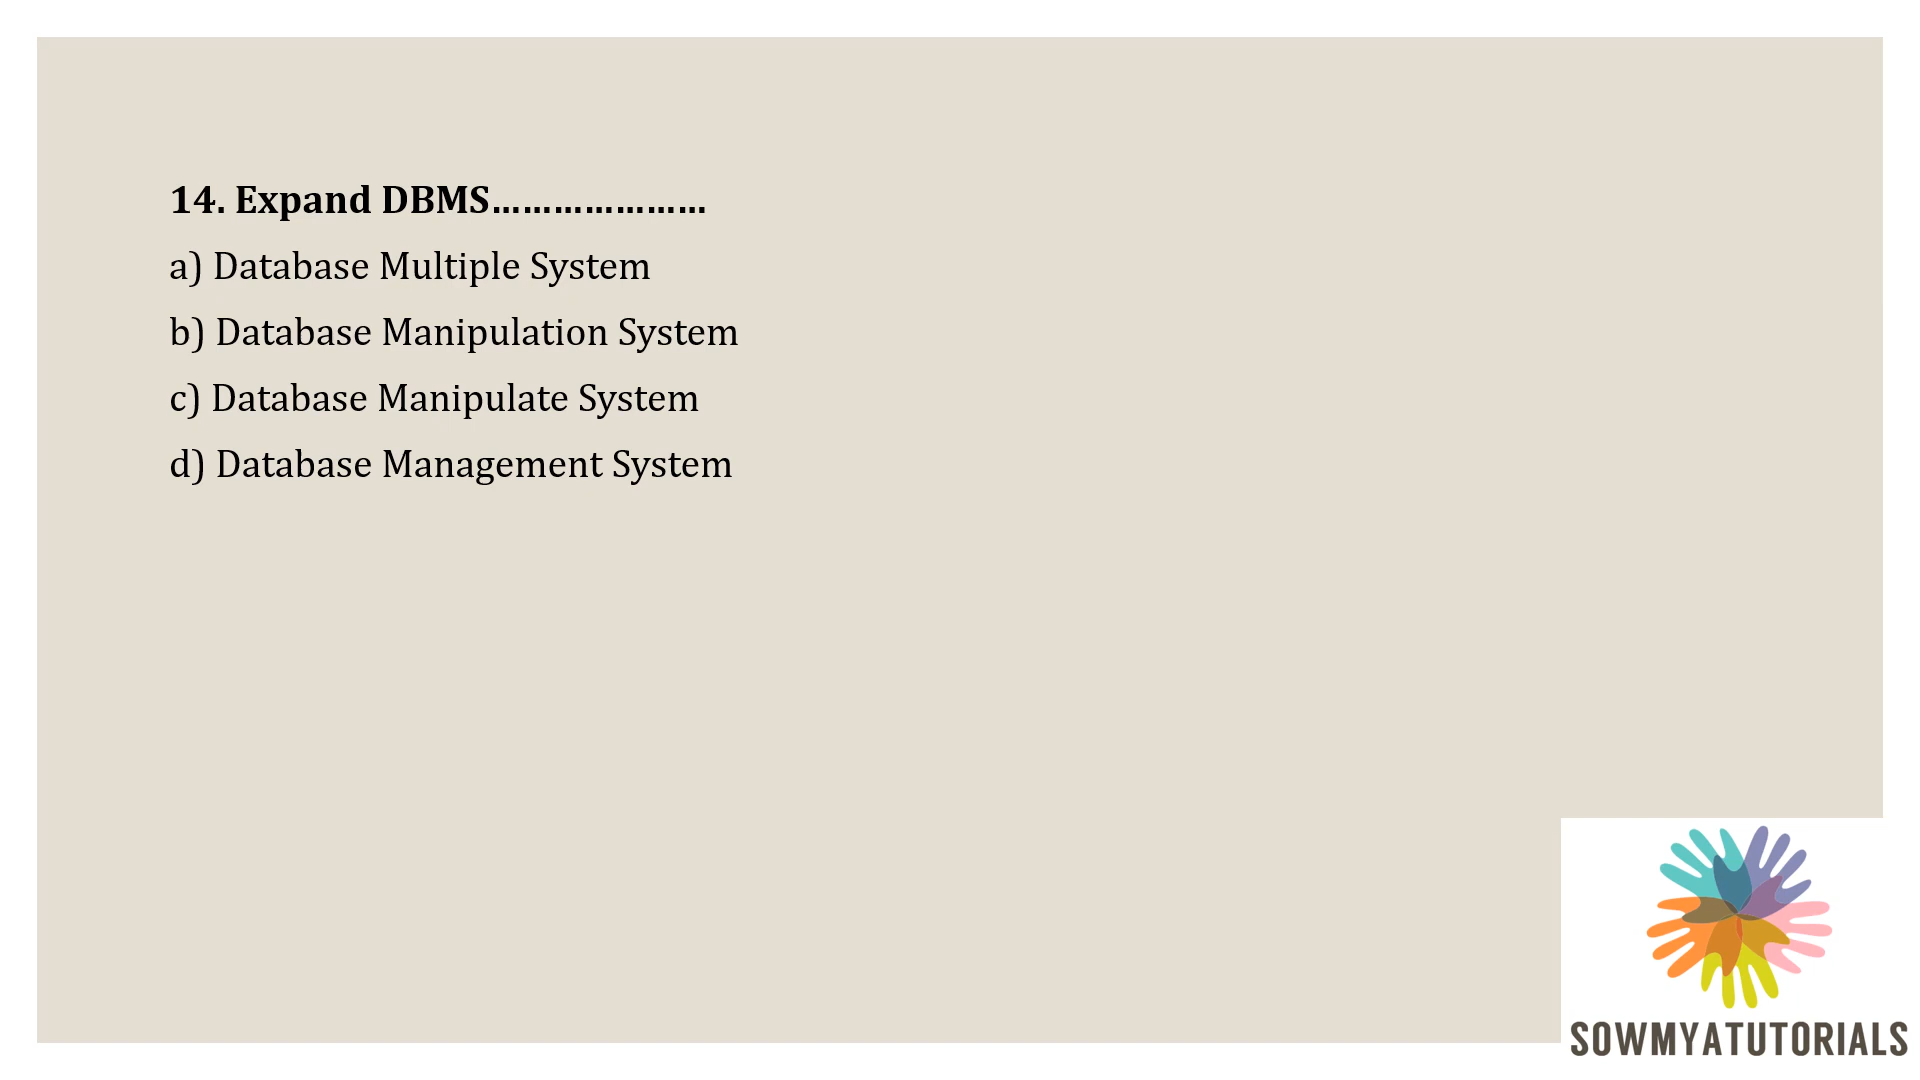 14. Expand DBMS…………………
a) Database Multiple System
b) Database Manipulation System
c) Database Manipulate System
d) Database Management System
SOWMYATUTORIALS